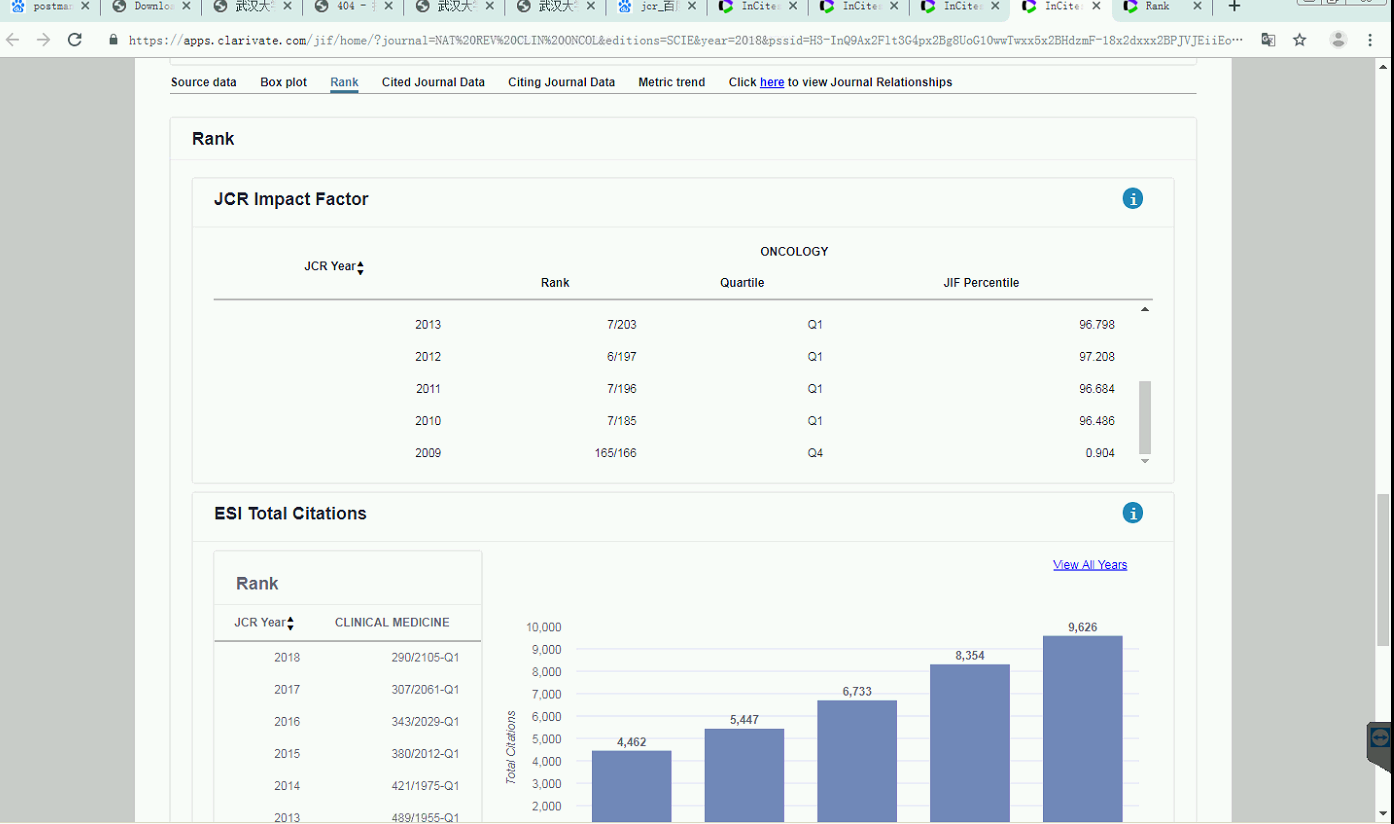 postma
Downlo
武汉大
404 -
武汉大
武汉大
jcr_百
InCite
InCite
InCite
InCite
Rank
https://apps.clarivate.com/jif/home/?journal=NAT%20REV%20CLIN%20ONCOL&editions=SCIE&year=2018&pssid=H3-InQ9Ax2Flt3G4px2Bg8UoG10wwTwxx5x2BHdzmF-18x2dxxx2BPJVJEiiEo…
Source data Box plot Rank Cited Journal Data Citing Journal Data Metric trend Click here to view Journal Relationships
Rank
JCR Impact Factor
ONCOLOGY
JCR Year
Rank Quartile JIF Percentile
2013 7/203 Q1 96.798
2012 6/197 Q1 97.208
2011 7/196 Q1 96.684
2010 7/185 Q1 96.486
2009 165/166 Q4 0.904
ESI Total Citations
View All Years
Rank
JCR Year CLINICAL MEDICINE
2018 290/2105-Q1
2017 307/2061-Q1
2016 343/2029-Q1
2015 380/2012-Q1
2014 421/1975-Q1
2013 489/1955-Q1
Total Citations
10,000
9,000
8,000
7,000
6,000
5,000
4,000
3,000
2,000
4,462
5,447
6,733
8,354
9,626